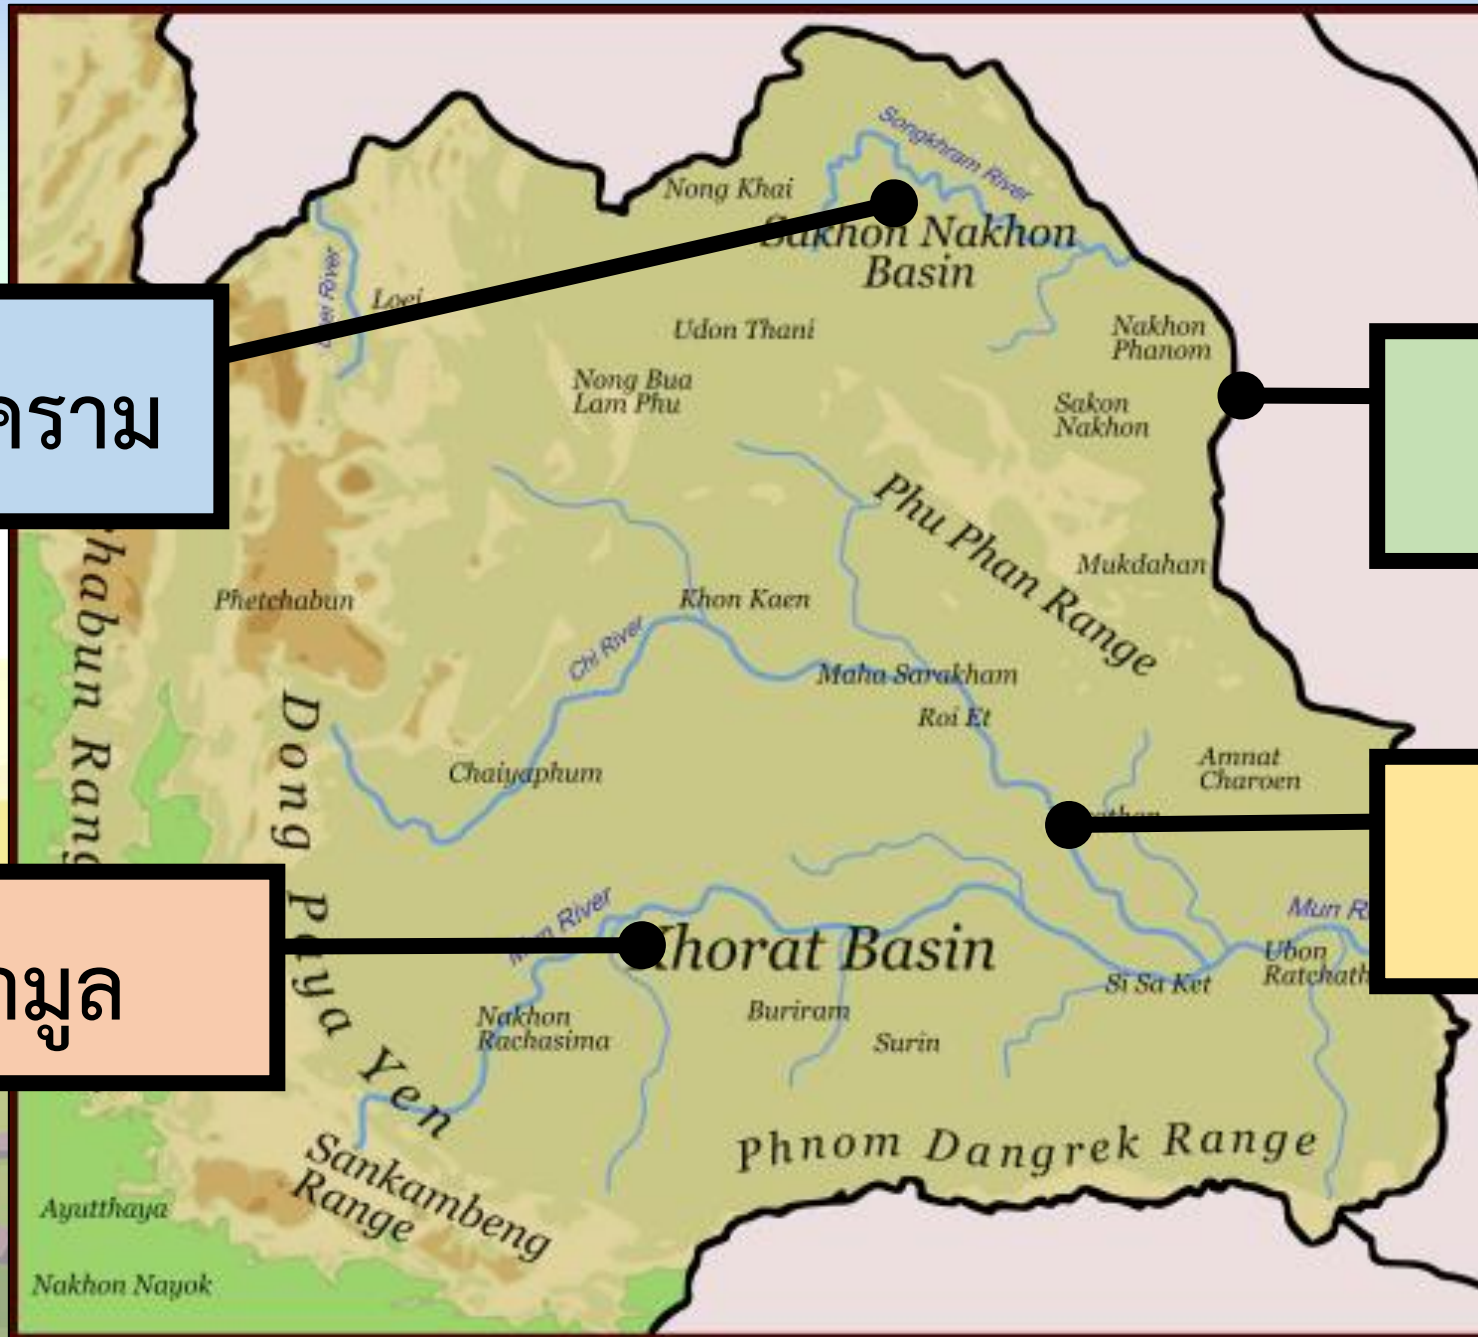 Songkhram River
Nong Khai
Sakhon Nakhon
Basin
Loei
Udon Thani
Nakhon
Phanom
Nong Bua
Lam Phu
Sakon
Nakhon
คราม
Phu Phan Range
Mukdahan
Phetchabun
Khon Kaen
Chi River
Maha Sarakham
Roi Et
Chaiyaphum
Amnat
Charoen
Mun River
Khorat Basin
Mun R
Ubon
Ratchath
Si Sa Ket
Buriram
Nakhon
Rachasima
Surin
มูล
Dong Paya Yen
Phnom Dangrek Range
Sankambeng
Range
Ayutthaya
Nakhon Nayok